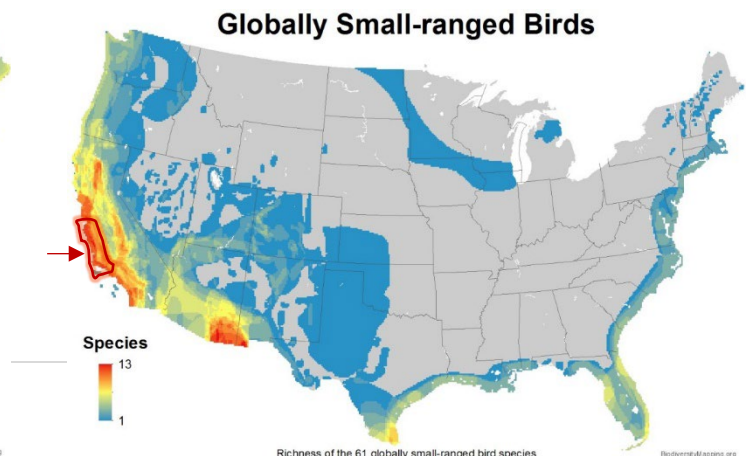 Globally Small-ranged Birds
Species
13
1
Richness of the 61 globally small-ranged bird species
BiodiversityMapping.org